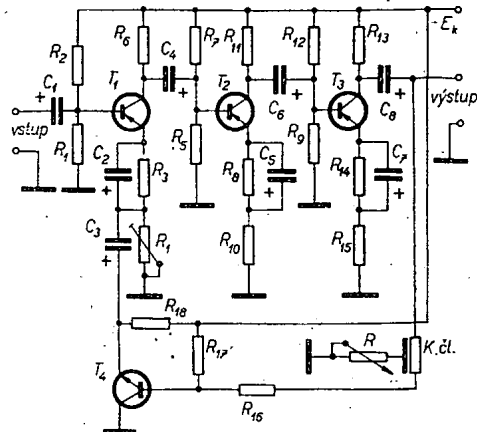 R6 C4 R7 R11 R12 R13 -Ek
R2
C1 T1 T2 C6 T3 C8 výstup
+ + + +
vstup
R1 R5 R9
C2 R3 R8 C5 R14 C7
+ + +
C3 R1 R10 R15
+
R18
R17 R K.čl.
T4
R16